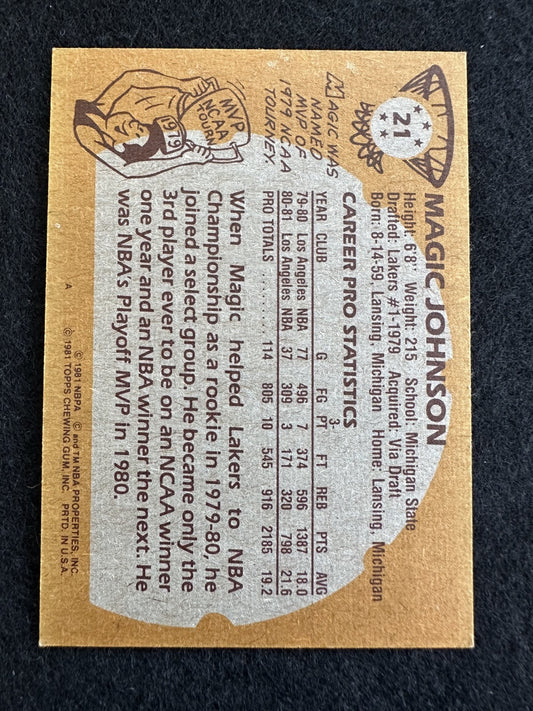 21
MAGIC JOHNSON
Height: 6'8" Weight: 215 School: Michigan State
Drafted: Lakers #1-1979 Acquired: Via Draft
Born: 8-14-59, Lansing, Michigan Home: Lansing, Michigan
MAGIC WAS
NAMED
MVP OF
1979 NCAA
TOURNEY
MVP
NCAA
TOURN
1979
CAREER PRO STATISTICS
3-
YEAR CLUB G FG PT FT REB PTS AVG
79-80 Los Angeles NBA 77 496 7 374 596 1387 18.0
80-81 Los Angeles NBA 37 309 3 171 320 798 21.6
PRO TOTALS ........ 114 805 10 545 916 2185 19.2
When Magic helped Lakers to NBA
Championship as a rookie in 1979-80, he
joined a select group. He became only the
3rd player ever to be on an NCAA winner
one year and an NBA winner the next. He
was NBA's Playoff MVP in 1980.
© 1981 NBPA © and TM NBA PROPERTIES, INC.
A © 1981 TOPPS CHEWING GUM, INC. PRTD. IN U.S.A.